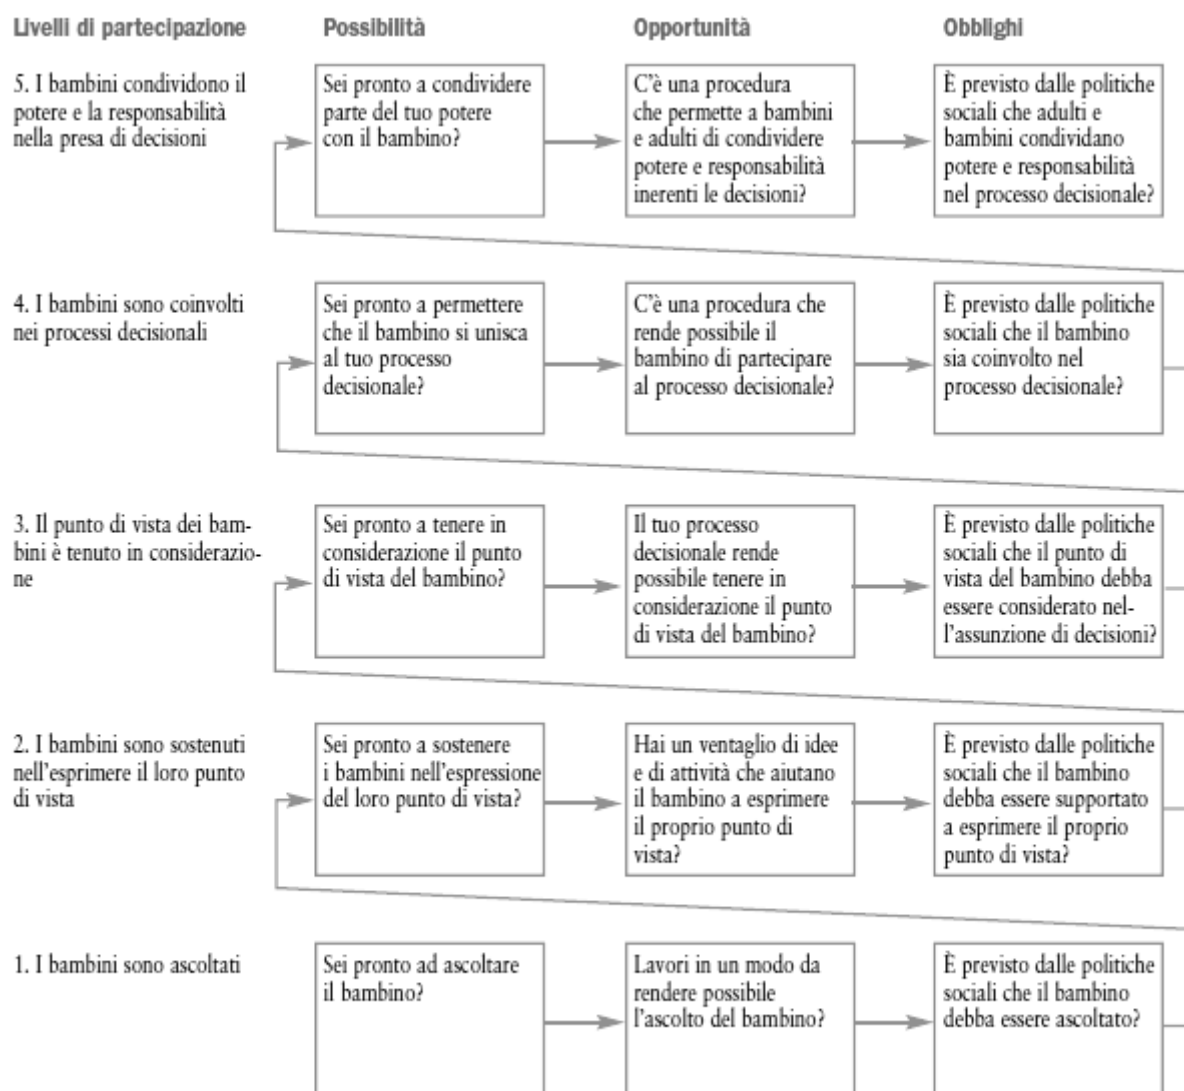 Livelli di partecipazione
Possibilità
Opportunità
Obblighi
5. I bambini condividono il
potere e la responsabilità
nella presa di decisioni
Sei pronto a condividere
parte del tuo potere
con il bambino?
C'è una procedura
che permette a bambini
e adulti di condividere
potere e responsabilità
inerenti le decisioni?
È previsto dalle politiche
sociali che adulti e
bambini condividano
potere e responsabilità
nel processo decisionale?
4. I bambini sono coinvolti
nei processi decisionali
Sei pronto a permettere
che il bambino si unisca
al tuo processo
decisionale?
C'è una procedura che
rende possibile il
bambino di partecipare
al processo decisionale?
È previsto dalle politiche
sociali che il bambino
sia coinvolto nel
processo decisionale?
3. Il punto di vista dei bam-
bini è tenuto in considerazio-
ne
Sei pronto a tenere in
considerazione il punto
di vista del bambino?
Il tuo processo
decisionale rende
possibile tenere in
considerazione il punto
di vista del bambino?
È previsto dalle politiche
sociali che il punto di
vista del bambino debba
essere considerato nel-
l'assunzione di decisioni?
2. I bambini sono sostenuti
nell'esprimere il loro punto
di vista
Sei pronto a sostenere
i bambini nell'espressione
del loro punto di vista?
Hai un ventaglio di idee
e di attività che aiutano
il bambino a esprimere
il proprio punto di
vista?
È previsto dalle politiche
sociali che il bambino
debba essere supportato
a esprimere il proprio
punto di vista?
1. I bambini sono ascoltati
Sei pronto ad ascoltare
il bambino?
Lavori in un modo da
rendere possibile
l'ascolto del bambino?
È previsto dalle politiche
sociali che il bambino
debba essere ascoltato?